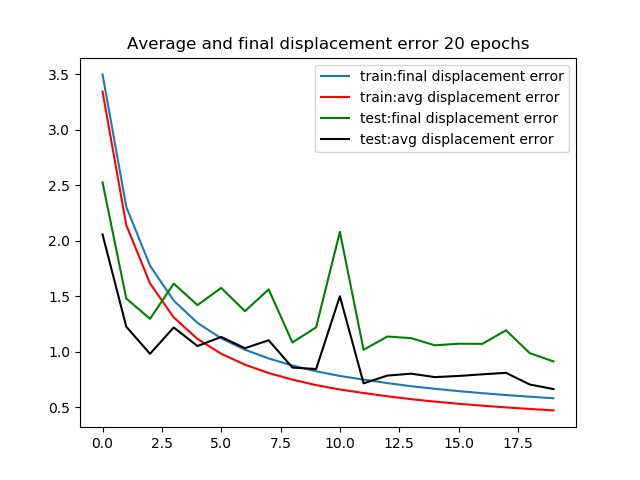 Average and final displacement error 20 epochs
train:final displacement error
train:avg displacement error
test:final displacement error
test:avg displacement error
3.5
3.0
2.5
2.0
1.5
1.0
0.5
0.0 2.5 5.0 7.5 10.0 12.5 15.0 17.5